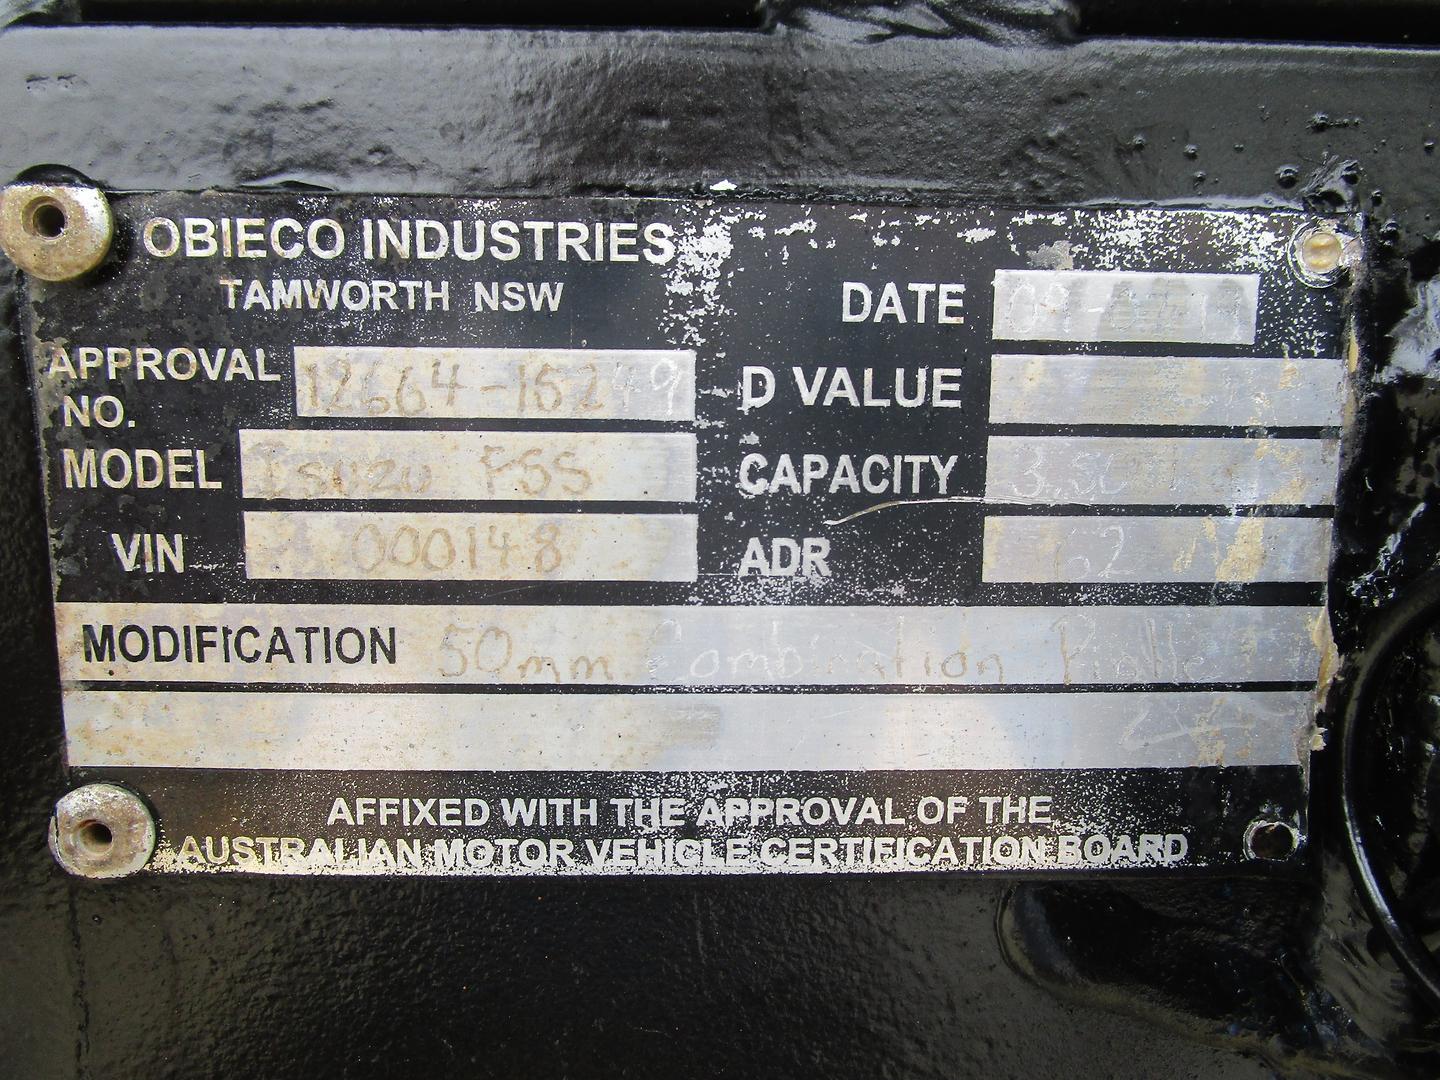 OBIECO INDUSTRIES
TAMWORTH NSW
DATE
APPROVAL NO. 12664-15249
D VALUE
MODEL Isuzu FSS
CAPACITY
VIN 000148
ADR 62
MODIFICATION 50mm Combination Pintle
AFFIXED WITH THE APPROVAL OF THE
AUSTRALIAN MOTOR VEHICLE CERTIFICATION BOARD